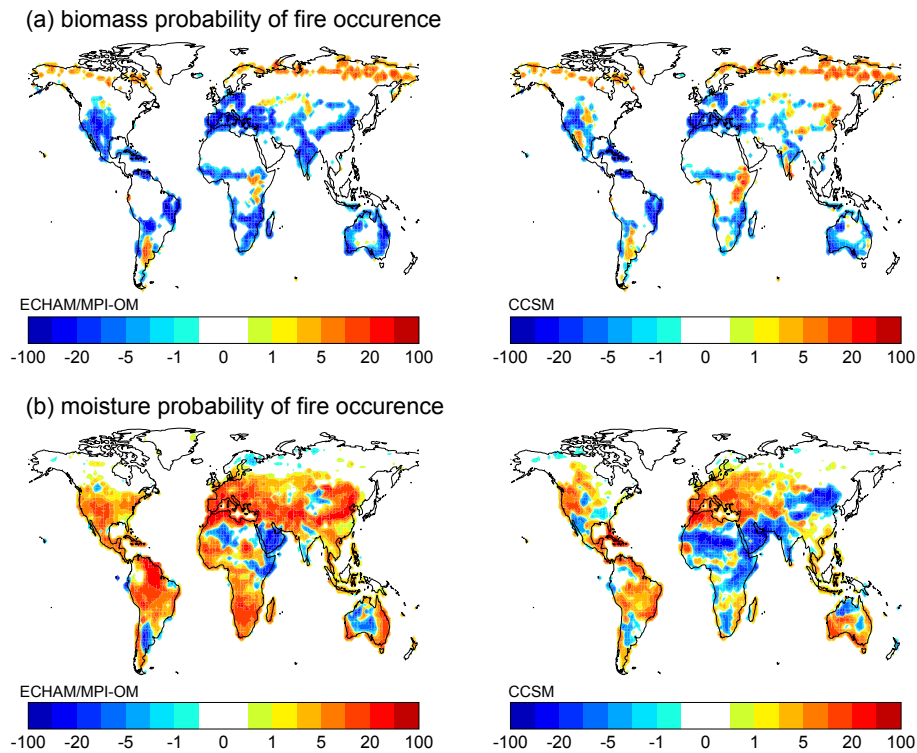 (a) biomass probability of fire occurence
ECHAM/MPI-OM CCSM
-100 -20 -5 -1 0 1 5 20 100 -100 -20 -5 -1 0 1 5 20 100
(b) moisture probability of fire occurence
ECHAM/MPI-OM CCSM
-100 -20 -5 -1 0 1 5 20 100 -100 -20 -5 -1 0 1 5 20 100